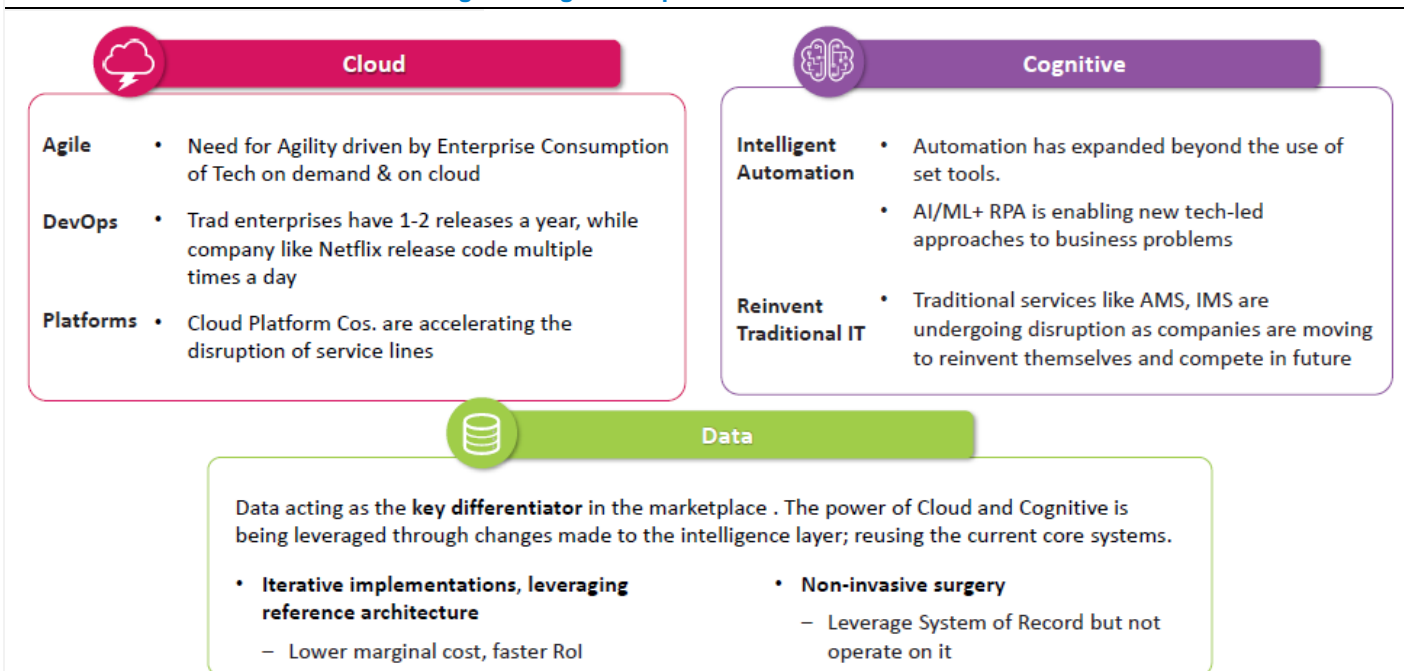 Cloud
Agile
• Need for Agility driven by Enterprise Consumption
of Tech on demand & on cloud
DevOps
• Trad enterprises have 1-2 releases a year, while
company like Netflix release code multiple
times a day
Platforms
• Cloud Platform Cos. are accelerating the
disruption of service lines
Cognitive
Intelligent
Automation
• Automation has expanded beyond the use of
set tools.
• AI/ML+ RPA is enabling new tech-led
approaches to business problems
Reinvent
Traditional IT
• Traditional services like AMS, IMS are
undergoing disruption as companies are moving
to reinvent themselves and compete in future
Data
Data acting as the key differentiator in the marketplace . The power of Cloud and Cognitive is
being leveraged through changes made to the intelligence layer; reusing the current core systems.
• Iterative implementations, leveraging
reference architecture
– Lower marginal cost, faster RoI
• Non-invasive surgery
– Leverage System of Record but not
operate on it